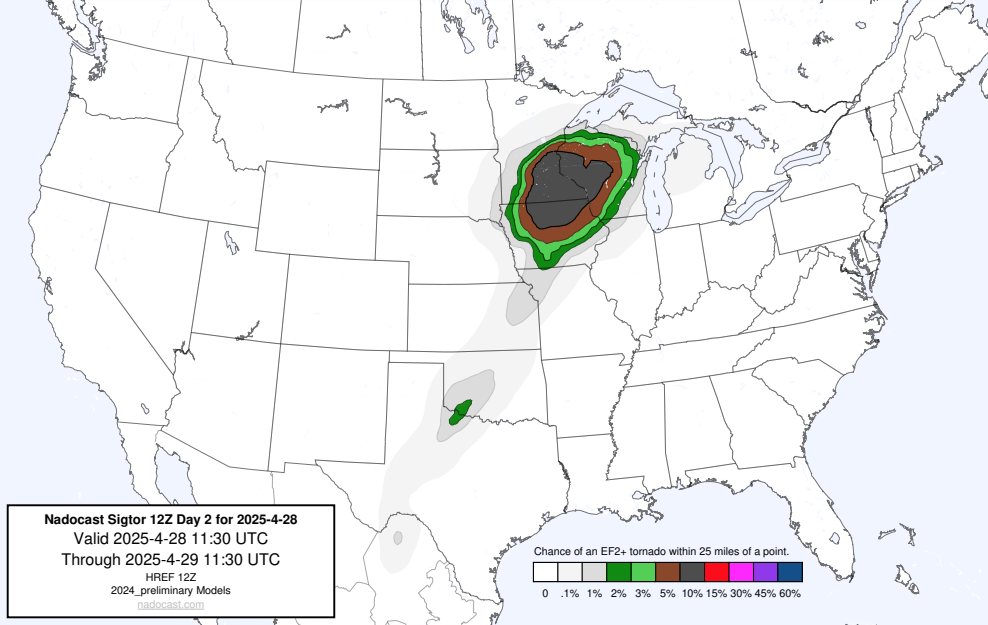 Nadocast Sigtor 12Z Day 2 for 2025-4-28
Valid 2025-4-28 11:30 UTC
Through 2025-4-29 11:30 UTC
HREF 12Z
2024_preliminary Models
nadocast.com
Chance of an EF2+ tornado within 25 miles of a point.
0 .1% 1% 2% 3% 5% 10% 15% 30% 45% 60%